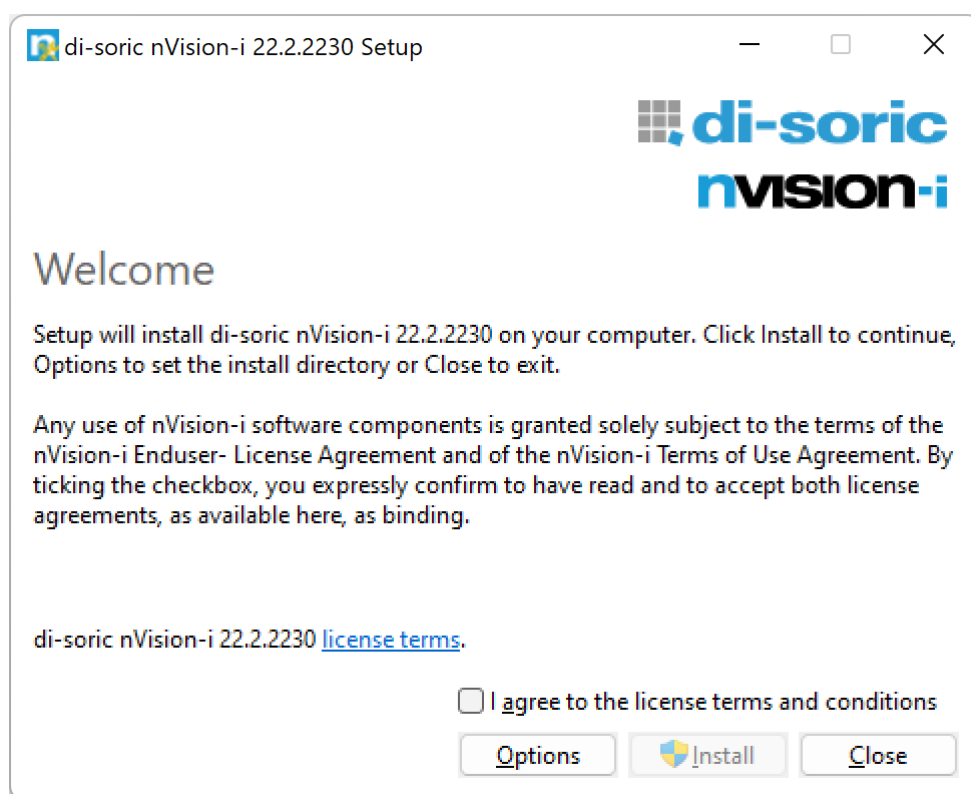 di-soric nVision-i 22.2.2230 Setup
di-soric
nVISION-i
Welcome
Setup will install di-soric nVision-i 22.2.2230 on your computer. Click Install to continue,
Options to set the install directory or Close to exit.
Any use of nVision-i software components is granted solely subject to the terms of the
nVision-i Enduser- License Agreement and of the nVision-i Terms of Use Agreement. By
ticking the checkbox, you expressly confirm to have read and to accept both license
agreements, as available here, as binding.
di-soric nVision-i 22.2.2230 license terms.
I agree to the license terms and conditions
Options Install Close